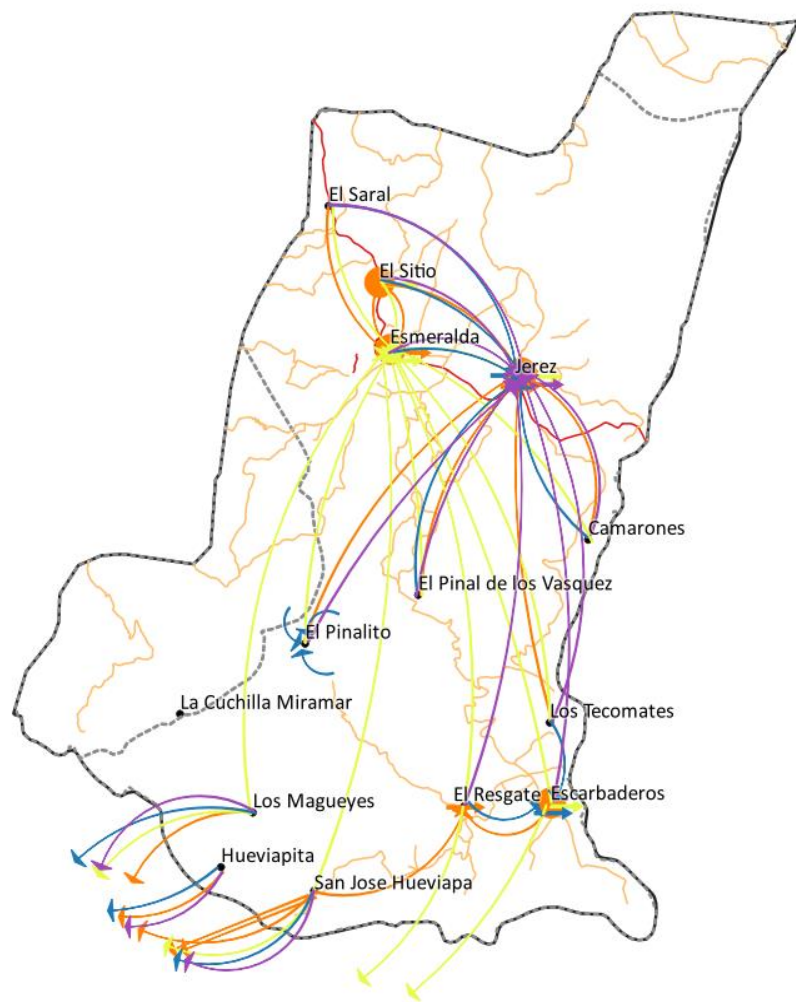 El Saral
El Sitio
Esmeralda
Jerez
Camarones
El Pinal de los Vasquez
El Pinalito
La Cuchilla Miramar
Los Tecomates
Los Magueyes
El Resgate
Escarbaderos
Hueviapita
San Jose Hueviapa